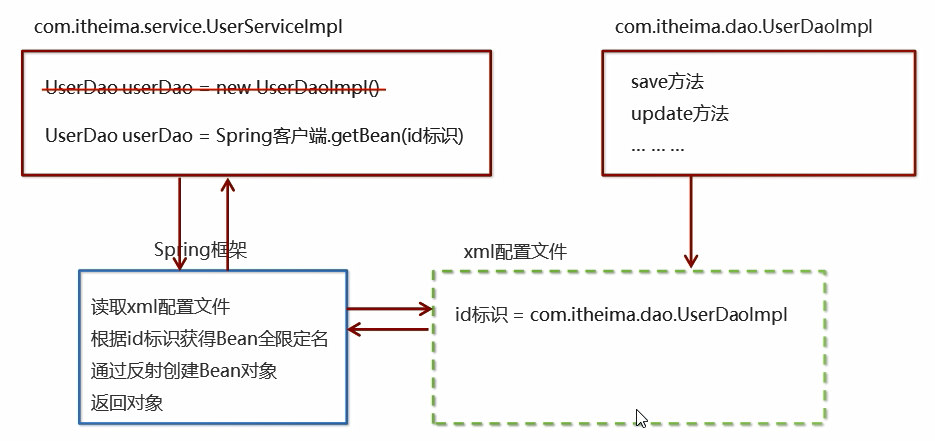 com.itheima.service.UserServiceImpl
com.itheima.dao.UserDaoImpl
UserDao userDao = new UserDaoImpl()
UserDao userDao = Spring客户端.getBean(id标识)
save方法
update方法
... ... ...
Spring框架
xml配置文件
读取xml配置文件
根据id标识获得Bean全限定名
通过反射创建Bean对象
返回对象
id标识 = com.itheima.dao.UserDaoImpl